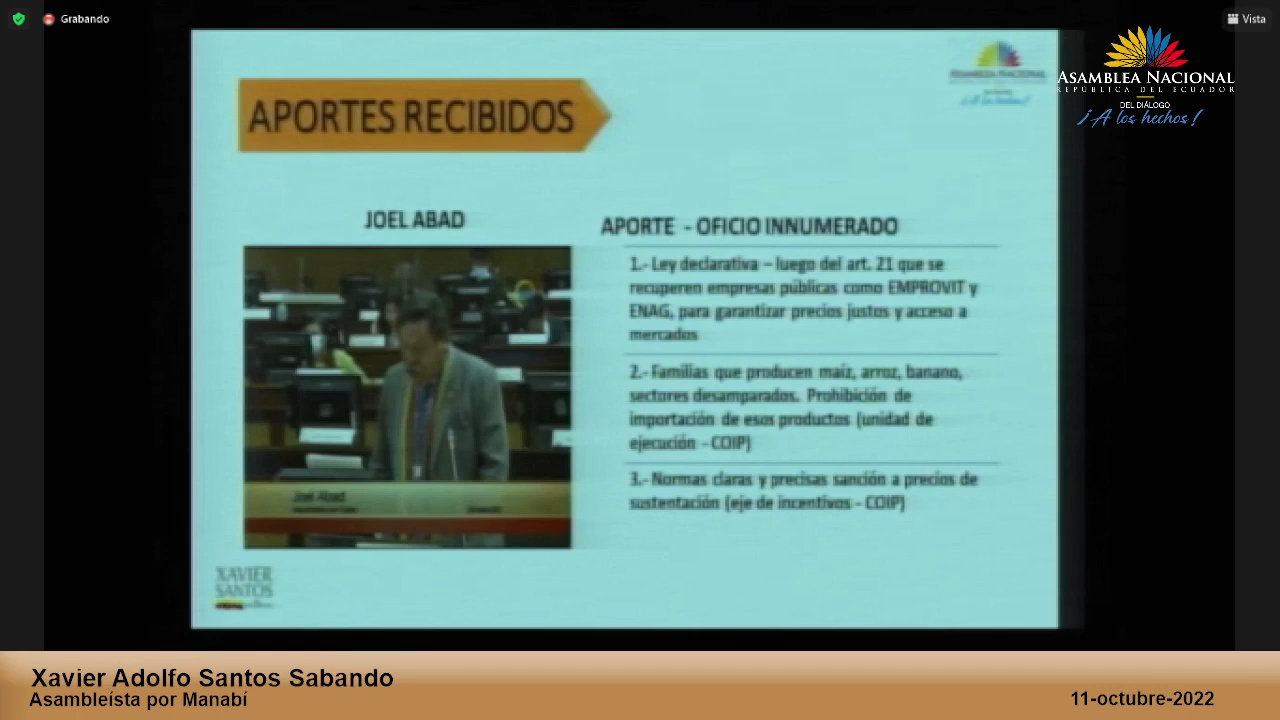 Grabando
Vista
ASAMBLEA NACIONAL
REPÚBLICA DEL ECUADOR
DEL DIÁLOGO
¡A los hechos!
APORTES RECIBIDOS
JOEL ABAD
APORTE - OFICIO INNUMERADO
1.- Ley declarativa – luego del art. 21 que se
recuperen empresas públicas como EMPROVIT y
ENAG, para garantizar precios justos y acceso a
mercados
2.- Familias que producen maíz, arroz, banano,
sectores desamparados. Prohibición de
importación de esos productos (unidad de
ejecución - COIP)
3.- Normas claras y precisas sanción a precios de
sustentación (eje de incentivos - COIP)
Joel Abad
XAVIER
SANTOS
Xavier Adolfo Santos Sabando
Asambleísta por Manabí
11-octubre-2022